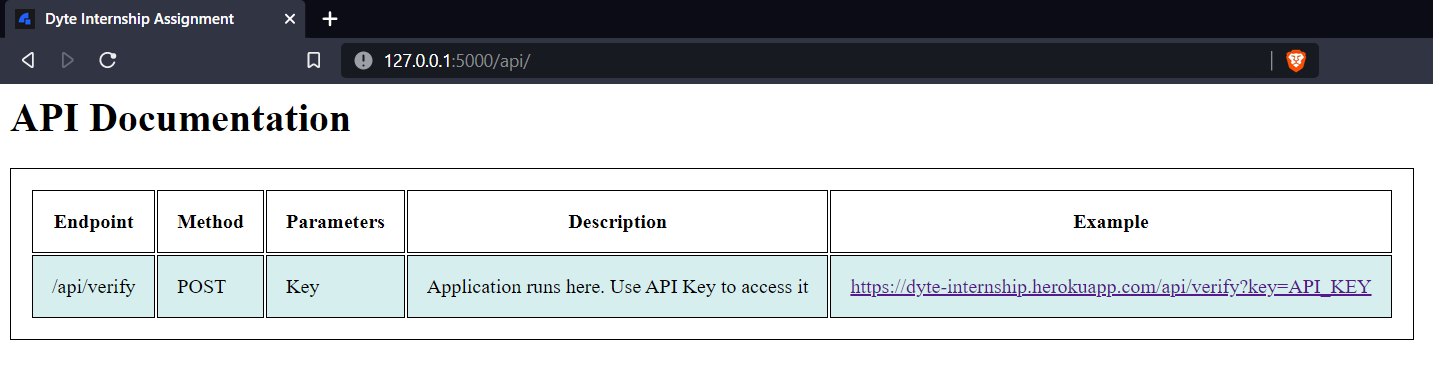 Dyte Internship Assignment
127.0.0.1:5000/api/
API Documentation
Endpoint Method Parameters Description Example
/api/verify POST Key Application runs here. Use API Key to access it https://dyte-internship.herokuapp.com/api/verify?key=API_KEY